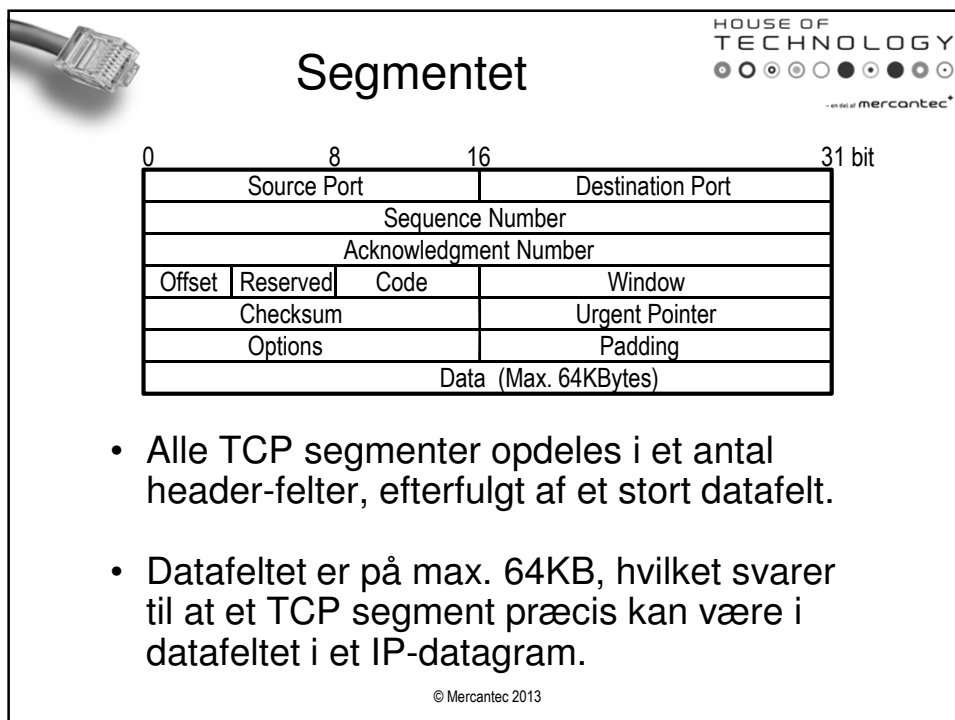 HOUSE OF
TECHNOLOGY
- en del af mercantec+
Segmentet
0 8 16 31 bit
Source Port Destination Port
Sequence Number
Acknowledgment Number
Offset Reserved Code Window
Checksum Urgent Pointer
Options Padding
Data (Max. 64KBytes)
• Alle TCP segmenter opdeles i et antal
header-felter, efterfulgt af et stort datafelt.
• Datafeltet er på max. 64KB, hvilket svarer
til at et TCP segment præcis kan være i
datafeltet i et IP-datagram.
© Mercantec 2013